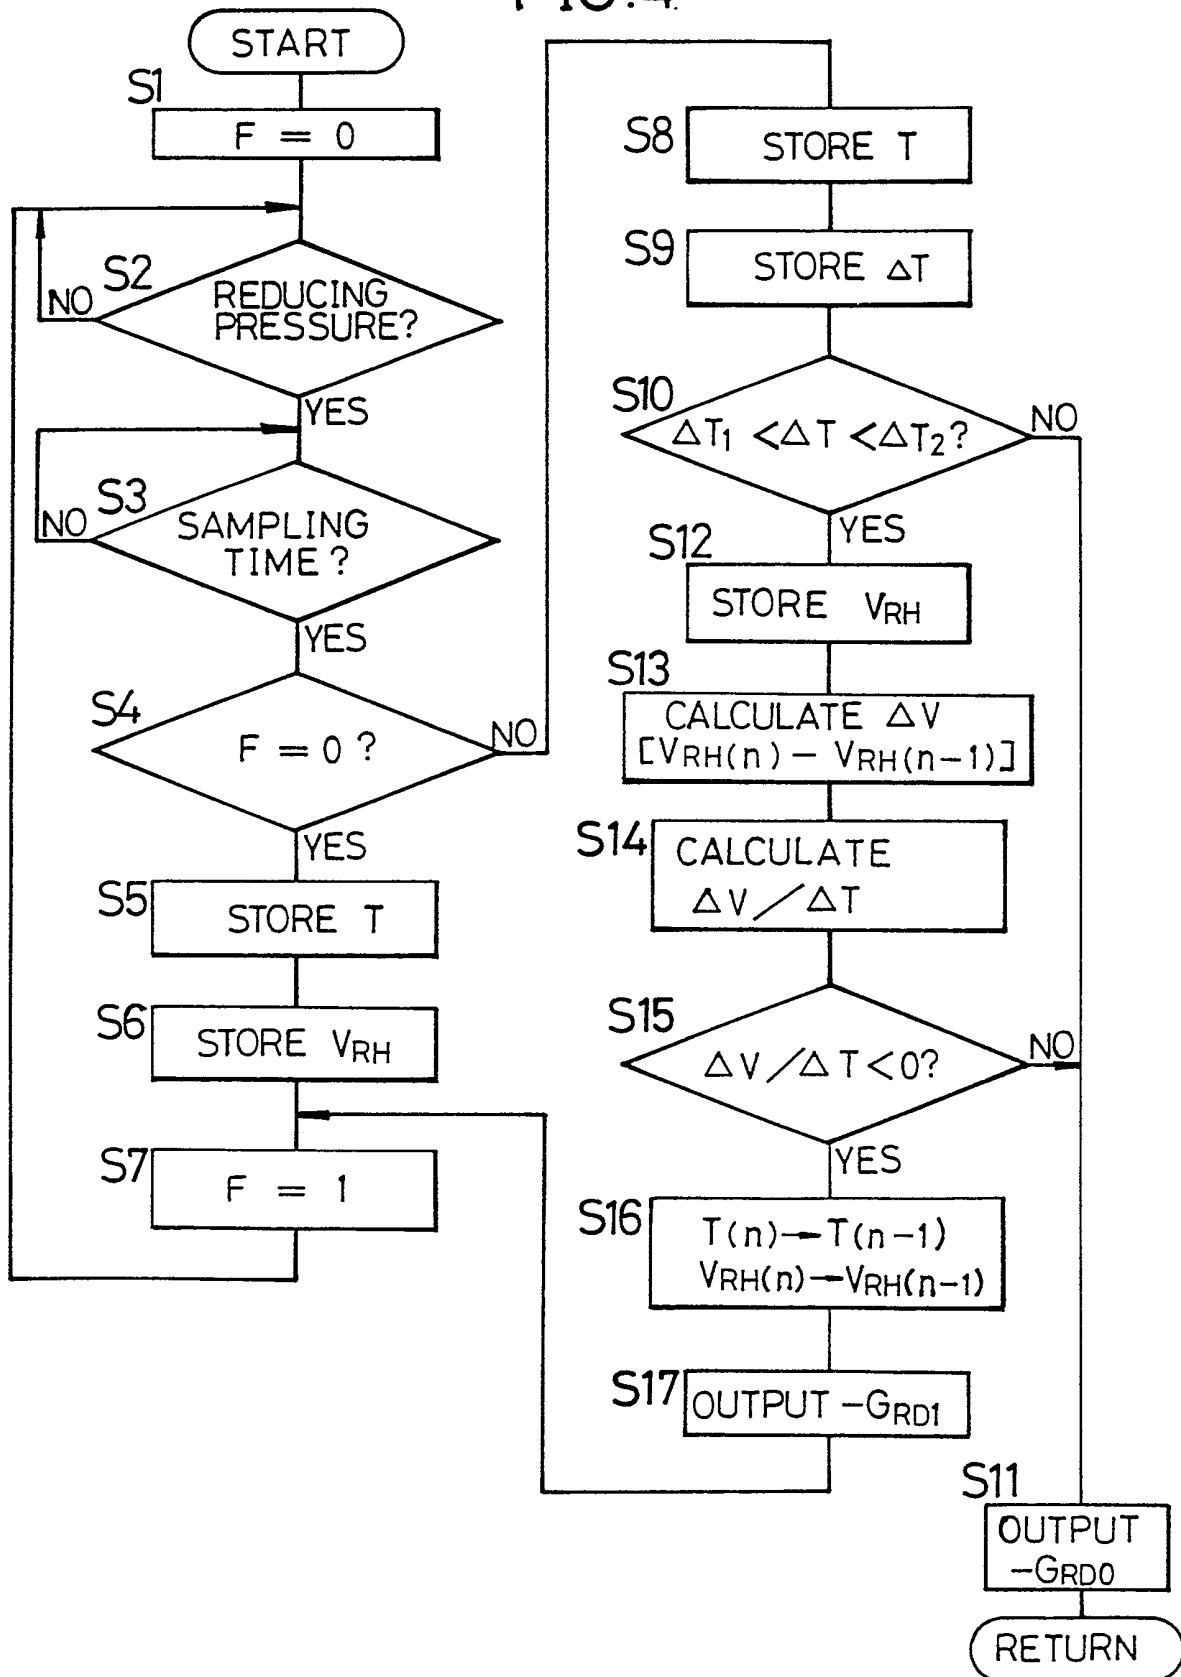 FIG.4.
START
S1
F = 0
S2
NO
REDUCING
PRESSURE?
YES
S3
NO
SAMPLING
TIME?
YES
S4
F = 0 ?
NO
YES
S5
STORE T
S6
STORE VRH
S7
F = 1
S8
STORE T
S9
STORE ΔT
S10
ΔT1 < ΔT < ΔT2?
NO
YES
S12
STORE VRH
S13
CALCULATE ΔV
[VRH(n) − VRH(n−1)]
S14
CALCULATE
ΔV／ΔT
S15
ΔV／ΔT<0?
NO
YES
S16
T(n)→T(n−1)
VRH(n)→VRH(n−1)
S17
OUTPUT −GRD1
S11
OUTPUT
−GRD0
RETURN